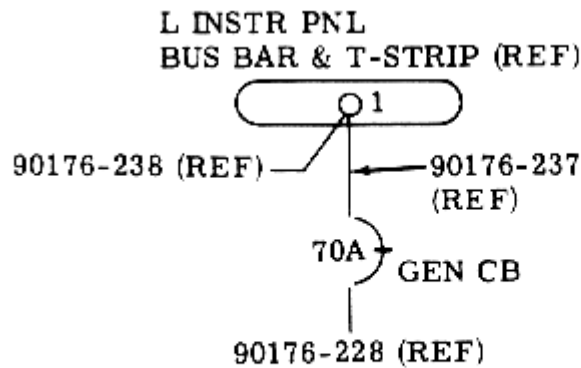 L INSTR PNL
BUS BAR & T-STRIP (REF)
1
90176-238 (REF)
90176-237
(REF)
70A
GEN CB
90176-228 (REF)